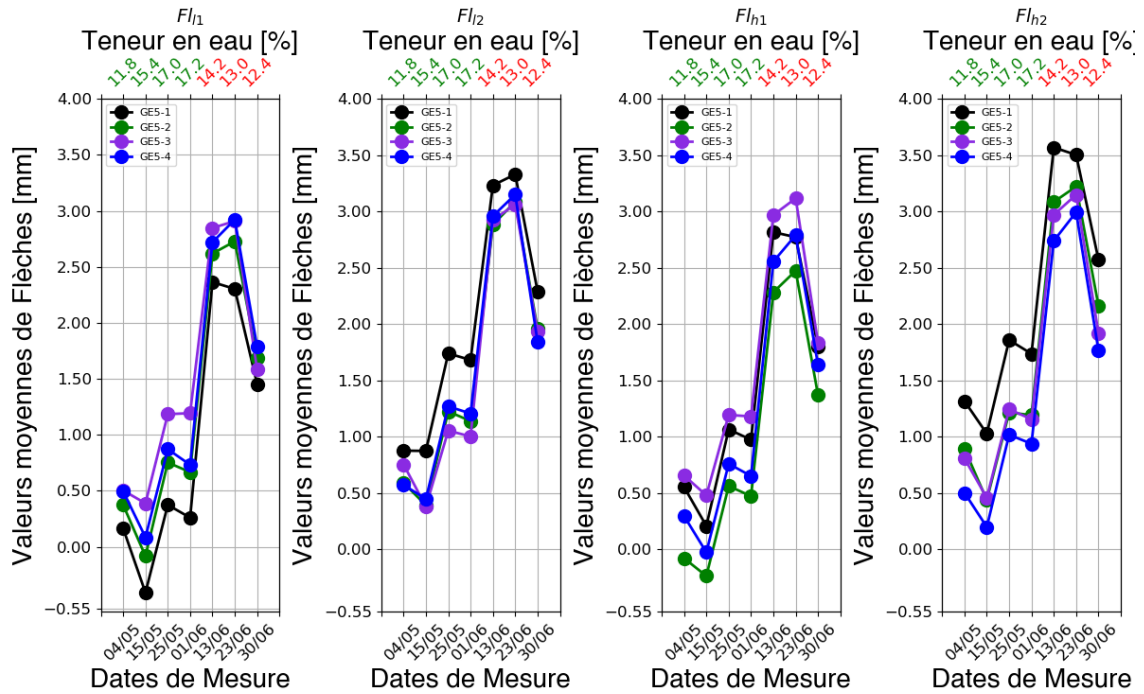 Fl_l1
Teneur en eau [%]
11.8 15.4 17.0 17.2 14.2 13.0 12.4
4.00
3.50
3.00
2.50
2.00
1.50
1.00
0.50
0.00
−0.55
Valeurs moyennes de Flèches [mm]
GE5-1
GE5-2
GE5-3
GE5-4
04/05 15/05 25/05 01/06 13/06 23/06 30/06
Dates de Mesure
Fl_l2
Teneur en eau [%]
11.8 15.4 17.0 17.2 14.2 13.0 12.4
4.00
3.50
3.00
2.50
2.00
1.50
1.00
0.50
0.00
−0.55
Valeurs moyennes de Flèches [mm]
GE5-1
GE5-2
GE5-3
GE5-4
04/05 15/05 25/05 01/06 13/06 23/06 30/06
Dates de Mesure
Fl_h1
Teneur en eau [%]
11.8 15.4 17.0 17.2 14.2 13.0 12.4
4.00
3.50
3.00
2.50
2.00
1.50
1.00
0.50
0.00
−0.55
Valeurs moyennes de Flèches [mm]
GE5-1
GE5-2
GE5-3
GE5-4
04/05 15/05 25/05 01/06 13/06 23/06 30/06
Dates de Mesure
Fl_h2
Teneur en eau [%]
11.8 15.4 17.0 17.2 14.2 13.0 12.4
4.00
3.50
3.00
2.50
2.00
1.50
1.00
0.50
0.00
−0.55
Valeurs moyennes de Flèches [mm]
GE5-1
GE5-2
GE5-3
GE5-4
04/05 15/05 25/05 01/06 13/06 23/06 30/06
Dates de Mesure